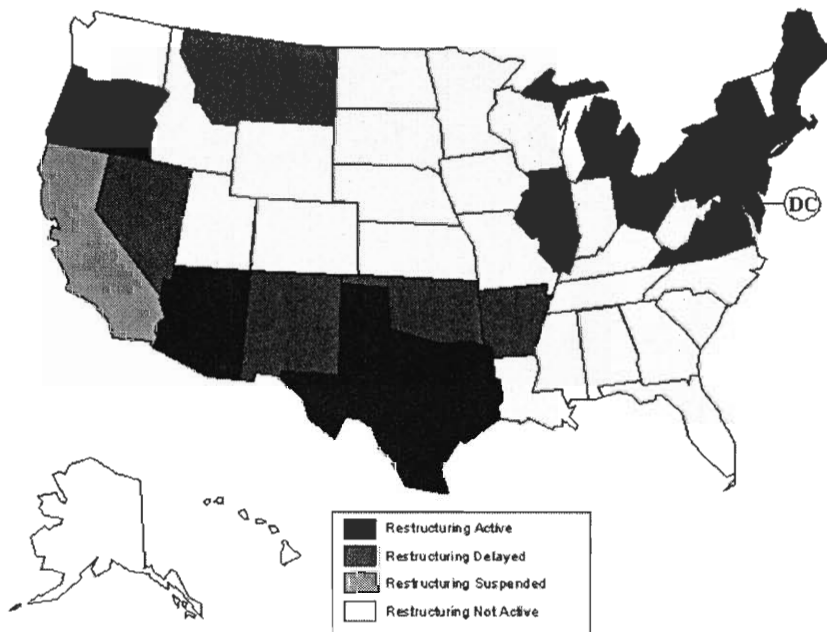 DC
Restructuring Active
Restructuring Delayed
Restructuring Suspended
Restructuring Not Active